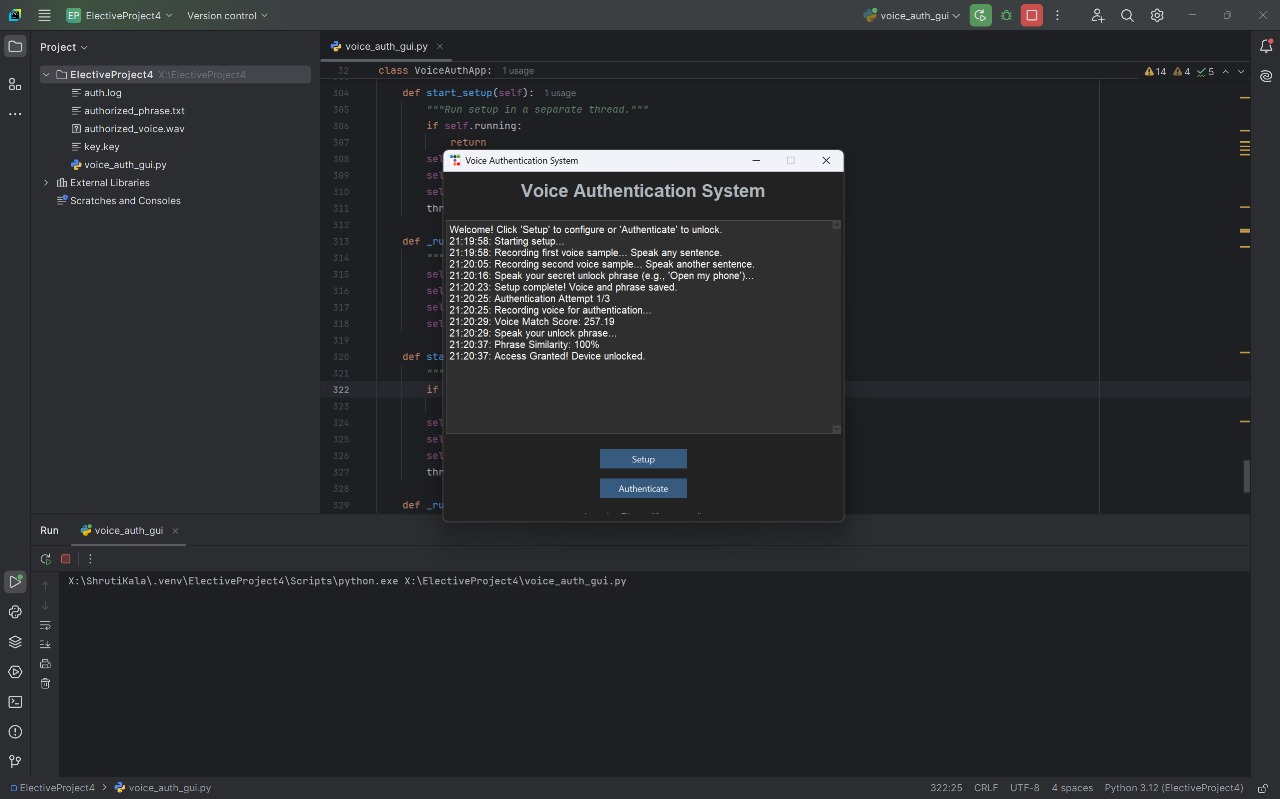 EP ElectiveProject4 Version control voice_auth_gui
Project
voice_auth_gui.py
ElectiveProject4 X:\ElectiveProject4
auth.log
authorized_phrase.txt
authorized_voice.wav
key.key
voice_auth_gui.py
External Libraries
Scratches and Consoles
32 class VoiceAuthApp: 1 usage
14 4 5
304 def start_setup(self): 1 usage
305 """Run setup in a separate thread."""
306 if self.running:
307 return
308 sel
309 sel
310 sel
311 thr
312
313 def _ru
314 """
315 sel
316 sel
317 sel
318 sel
319
320 def sta
321 """
322 if
323
324 sel
325 sel
326 sel
327 thr
328
329 def _ru
Voice Authentication System
Voice Authentication System
Welcome! Click 'Setup' to configure or 'Authenticate' to unlock.
21:19:58: Starting setup...
21:19:58: Recording first voice sample... Speak any sentence.
21:20:05: Recording second voice sample... Speak another sentence.
21:20:16: Speak your secret unlock phrase (e.g., 'Open my phone')...
21:20:23: Setup complete! Voice and phrase saved.
21:20:25: Authentication Attempt 1/3
21:20:25: Recording voice for authentication...
21:20:29: Voice Match Score: 257.19
21:20:29: Speak your unlock phrase...
21:20:37: Phrase Similarity: 100%
21:20:37: Access Granted! Device unlocked.
Setup
Authenticate
Run voice_auth_gui
X:\ShrutiKala\.venv\ElectiveProject4\Scripts\python.exe X:\ElectiveProject4\voice_auth_gui.py
ElectiveProject4 > voice_auth_gui.py
322:25 CRLF UTF-8 4 spaces Python 3.12 (ElectiveProject4)